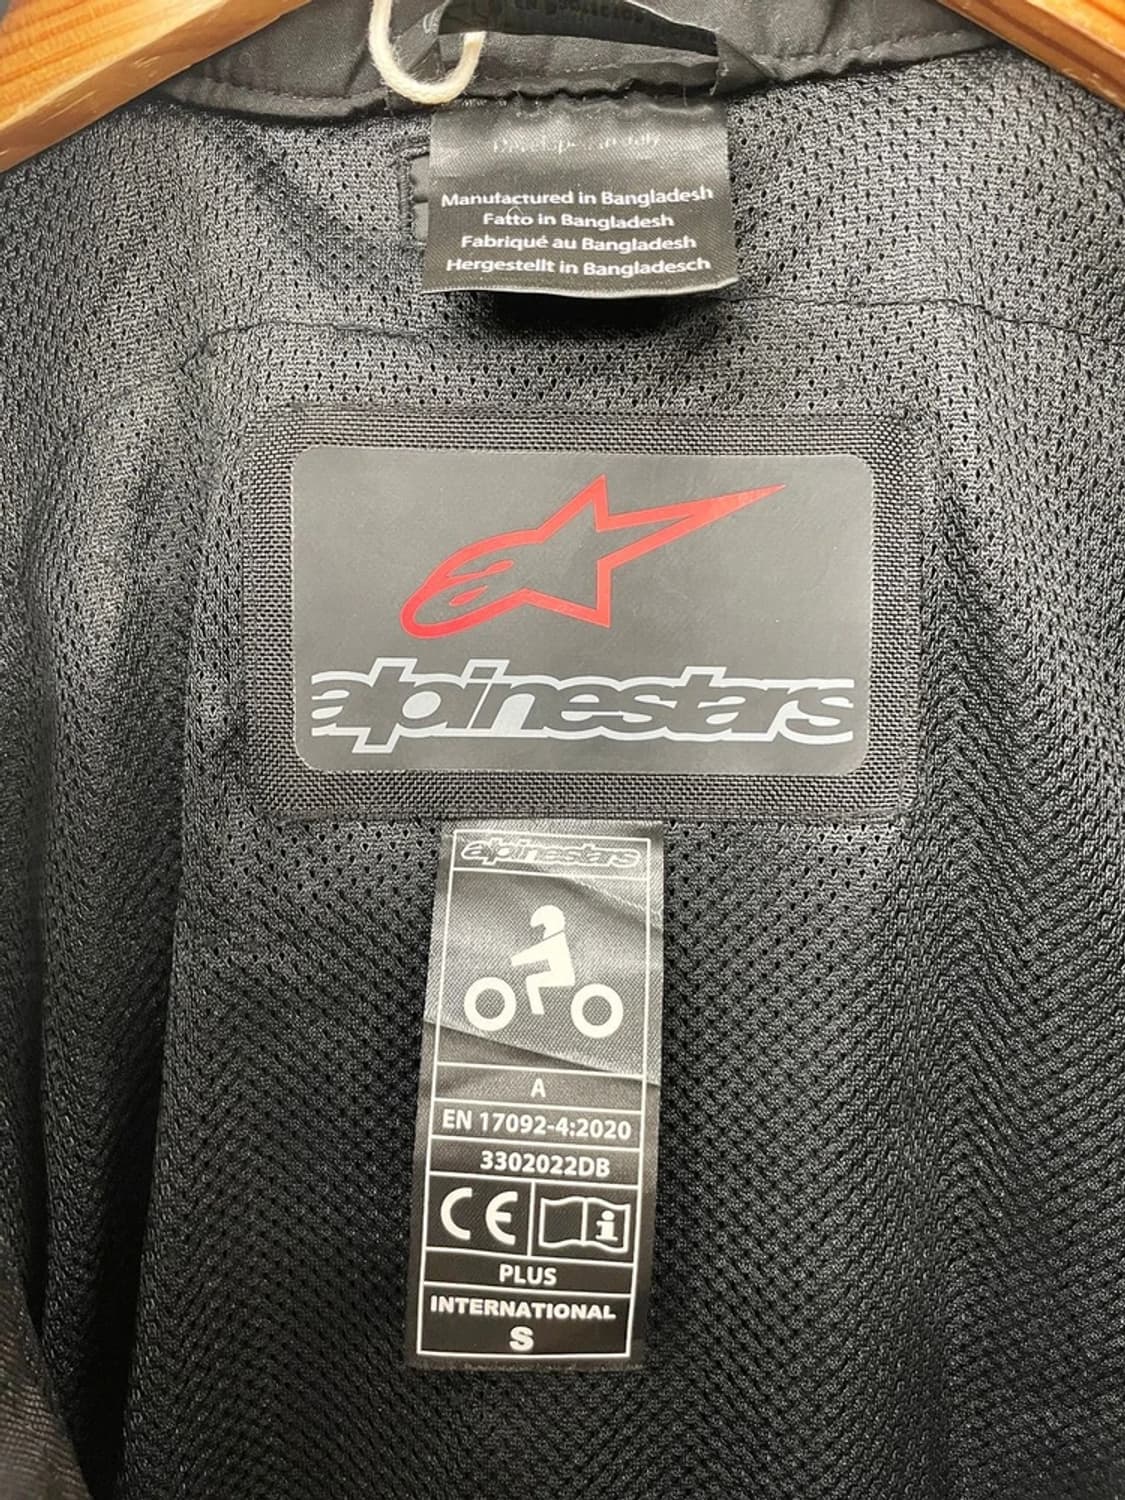 Manufactured in Bangladesh
Fatto in Bangladesh
Fabriqué au Bangladesh
Hergestellt in Bangladesch
alpinestars
alpinestars
A
EN 17092-4:2020
3302022DB
CE
PLUS
INTERNATIONAL
S